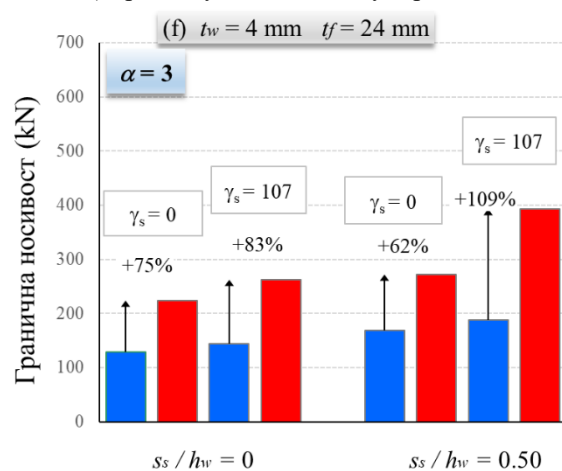 (f) tw = 4 mm tf = 24 mm
α = 3
Гранична носивост (kN)
700
600
500
400
300
200
100
0
γs = 0
+75%
γs = 107
+83%
γs = 0
+62%
γs = 107
+109%
ss / hw = 0
ss / hw = 0.50